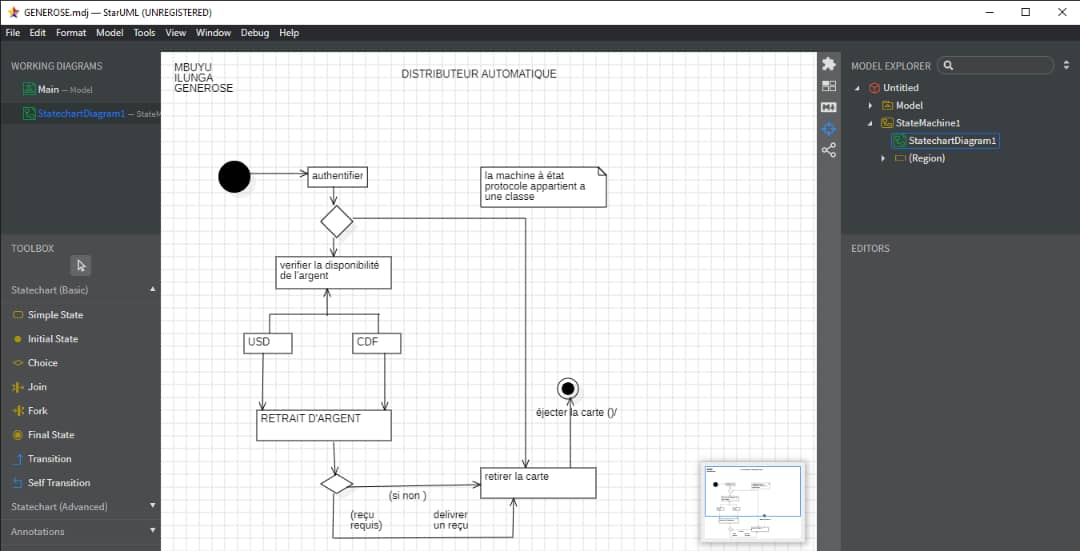 GENEROSE.mdj — StarUML (UNREGISTERED)
File Edit Format Model Tools View Window Debug Help
WORKING DIAGRAMS
Main — Model
StatechartDiagram1 — StateM
TOOLBOX
Statechart (Basic)
Simple State
Initial State
Choice
Join
Fork
Final State
Transition
Self Transition
Statechart (Advanced)
Annotations
MBUYU
ILUNGA
GENEROSE
DISTRIBUTEUR AUTOMATIQUE
authentifier
la machine à état
protocole appartient a
une classe
verifier la disponibilité
de l'argent
USD
CDF
RETRAIT D'ARGENT
éjecter la carte ()/
retirer la carte
(si non )
(reçu
requis)
delivrer
un reçu
MODEL EXPLORER
Untitled
Model
StateMachine1
StatechartDiagram1
(Region)
EDITORS